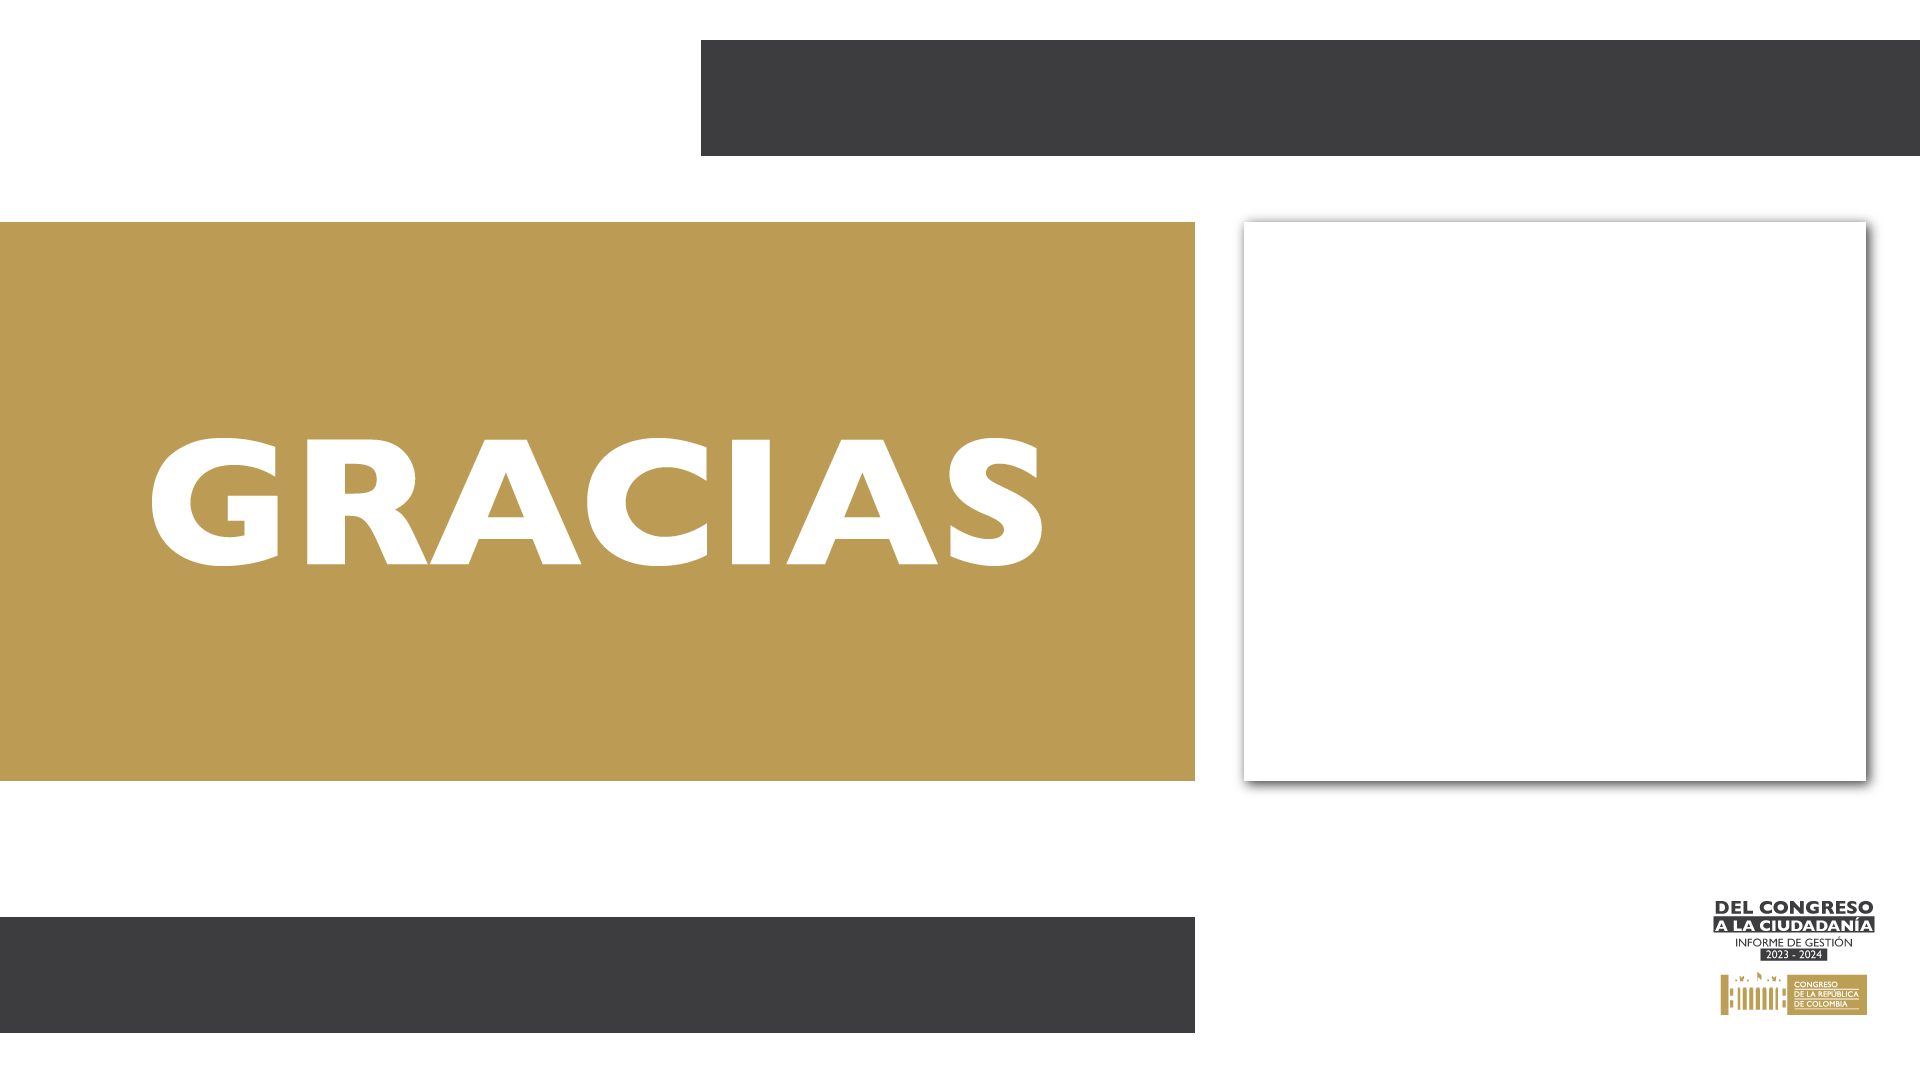 GRACIAS
DEL CONGRESO
A LA CIUDADANÍA
INFORME DE GESTIÓN
2023 - 2024
CONGRESO
DE LA REPÚBLICA
DE COLOMBIA